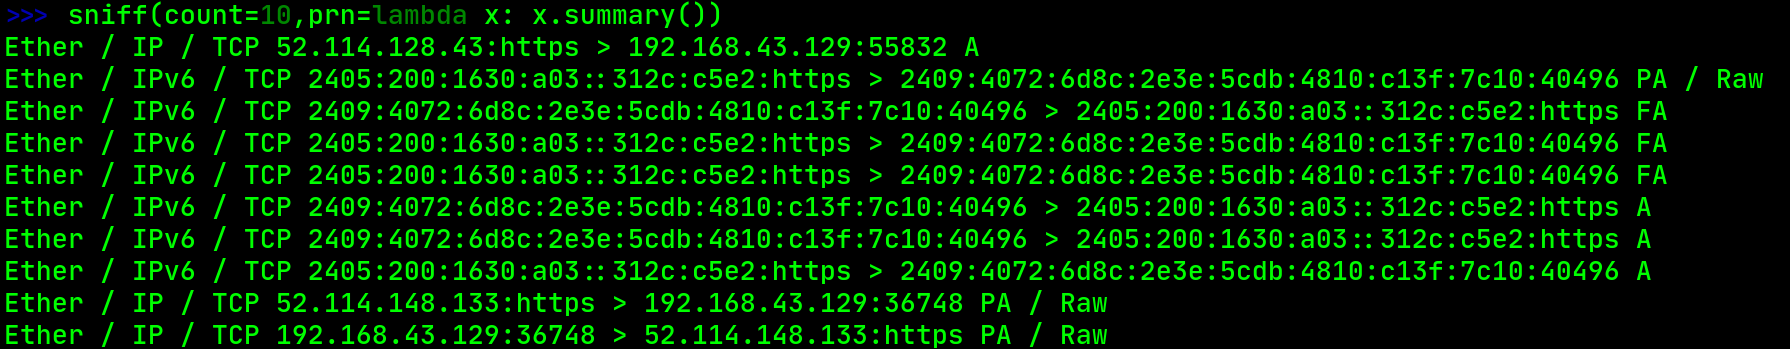 >>> sniff(count=10,prn=lambda x: x.summary())
Ether / IP / TCP 52.114.128.43:https > 192.168.43.129:55832 A
Ether / IPv6 / TCP 2405:200:1630:a03::312c:c5e2:https > 2409:4072:6d8c:2e3e:5cdb:4810:c13f:7c10:40496 PA / Raw
Ether / IPv6 / TCP 2409:4072:6d8c:2e3e:5cdb:4810:c13f:7c10:40496 > 2405:200:1630:a03::312c:c5e2:https FA
Ether / IPv6 / TCP 2405:200:1630:a03::312c:c5e2:https > 2409:4072:6d8c:2e3e:5cdb:4810:c13f:7c10:40496 FA
Ether / IPv6 / TCP 2405:200:1630:a03::312c:c5e2:https > 2409:4072:6d8c:2e3e:5cdb:4810:c13f:7c10:40496 FA
Ether / IPv6 / TCP 2409:4072:6d8c:2e3e:5cdb:4810:c13f:7c10:40496 > 2405:200:1630:a03::312c:c5e2:https A
Ether / IPv6 / TCP 2409:4072:6d8c:2e3e:5cdb:4810:c13f:7c10:40496 > 2405:200:1630:a03::312c:c5e2:https A
Ether / IPv6 / TCP 2405:200:1630:a03::312c:c5e2:https > 2409:4072:6d8c:2e3e:5cdb:4810:c13f:7c10:40496 A
Ether / IP / TCP 52.114.148.133:https > 192.168.43.129:36748 PA / Raw
Ether / IP / TCP 192.168.43.129:36748 > 52.114.148.133:https PA / Raw